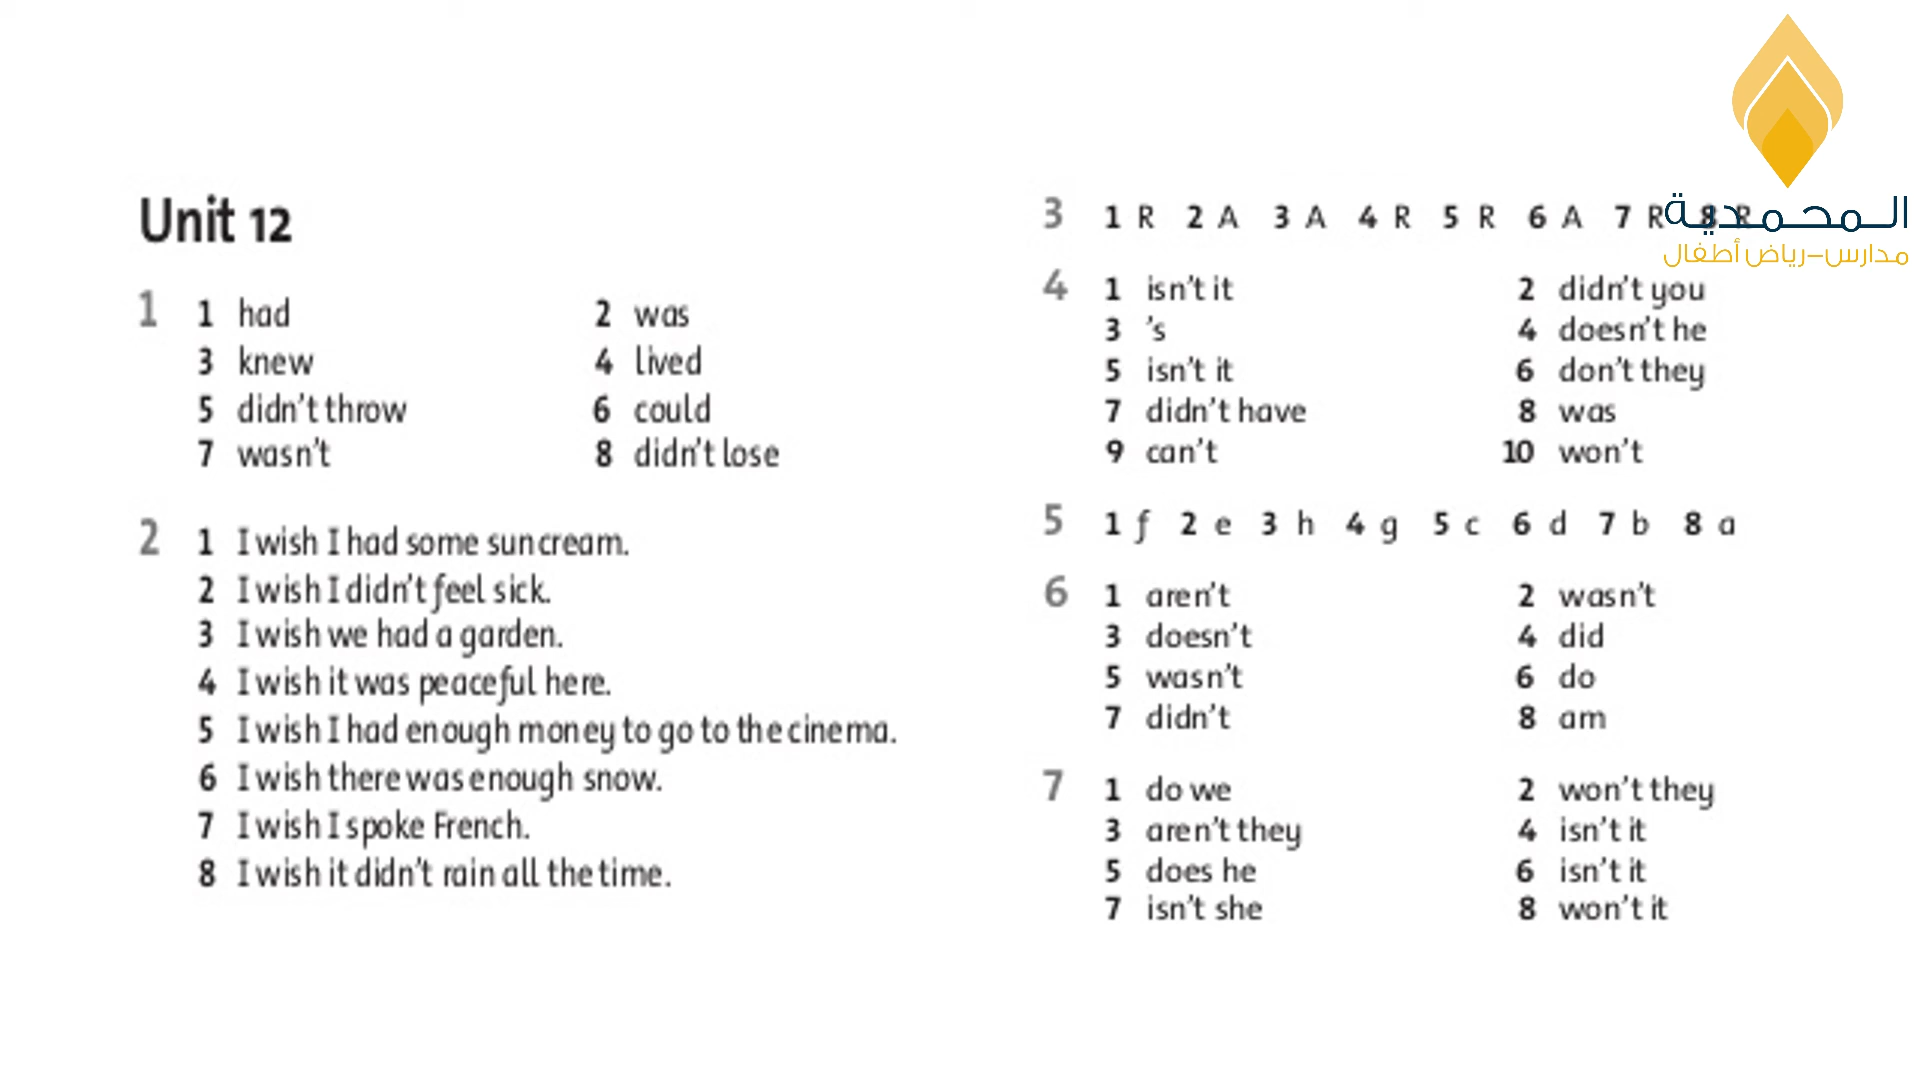 Unit 12
1 1 had 2 was
3 knew 4 lived
5 didn't throw 6 could
7 wasn't 8 didn't lose
2 1 I wish I had some suncream.
2 I wish I didn't feel sick.
3 I wish we had a garden.
4 I wish it was peaceful here.
5 I wish I had enough money to go to the cinema.
6 I wish there was enough snow.
7 I wish I spoke French.
8 I wish it didn't rain all the time.
3 1 R 2 A 3 A 4 R 5 R 6 A 7 R 8 R
4 1 isn't it 2 didn't you
3 's 4 doesn't he
5 isn't it 6 don't they
7 didn't have 8 was
9 can't 10 won't
5 1 f 2 e 3 h 4 g 5 c 6 d 7 b 8 a
6 1 aren't 2 wasn't
3 doesn't 4 did
5 wasn't 6 do
7 didn't 8 am
7 1 do we 2 won't they
3 aren't they 4 isn't it
5 does he 6 isn't it
7 isn't she 8 won't it
المحمدية
مدارس-رياض أطفال